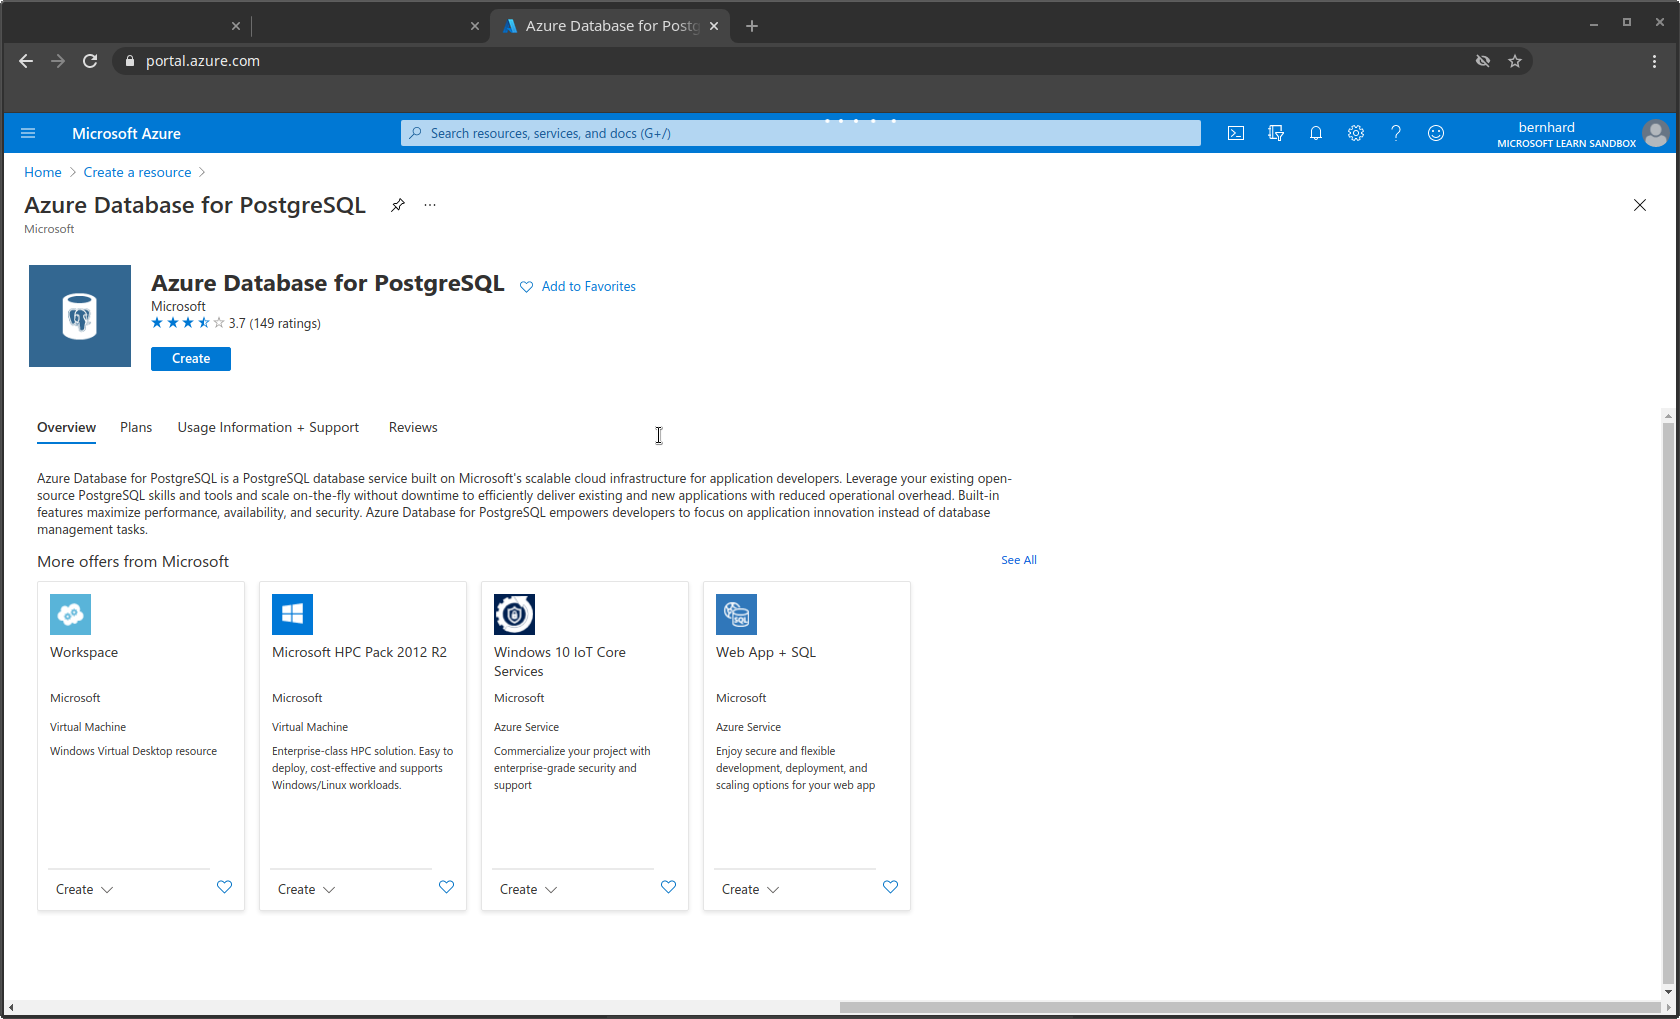 Azure Database for Postg
portal.azure.com
Microsoft Azure
Search resources, services, and docs (G+/)
bernhard
MICROSOFT LEARN SANDBOX
Home > Create a resource >
Azure Database for PostgreSQL
Microsoft
Azure Database for PostgreSQL
Add to Favorites
Microsoft
3.7 (149 ratings)
Create
Overview Plans Usage Information + Support Reviews
Azure Database for PostgreSQL is a PostgreSQL database service built on Microsoft's scalable cloud infrastructure for application developers. Leverage your existing open-
source PostgreSQL skills and tools and scale on-the-fly without downtime to efficiently deliver existing and new applications with reduced operational overhead. Built-in
features maximize performance, availability, and security. Azure Database for PostgreSQL empowers developers to focus on application innovation instead of database
management tasks.
More offers from Microsoft
See All
Workspace
Microsoft
Virtual Machine
Windows Virtual Desktop resource
Create
Microsoft HPC Pack 2012 R2
Microsoft
Virtual Machine
Enterprise-class HPC solution. Easy to
deploy, cost-effective and supports
Windows/Linux workloads.
Create
Windows 10 IoT Core
Services
Microsoft
Azure Service
Commercialize your project with
enterprise-grade security and
support
Create
SQL
Web App + SQL
Microsoft
Azure Service
Enjoy secure and flexible
development, deployment, and
scaling options for your web app
Create